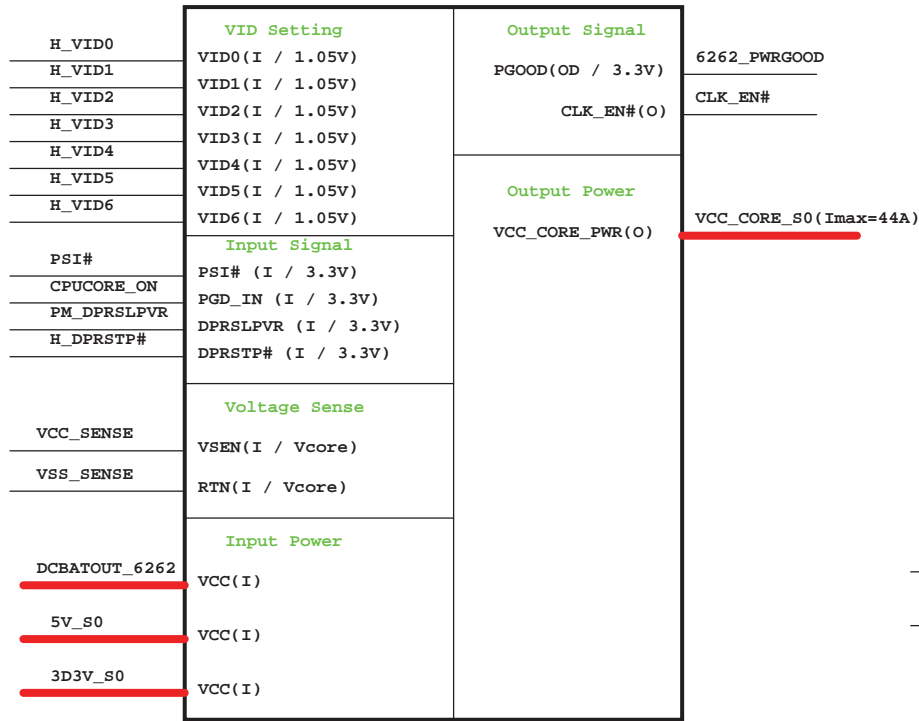 VID Setting
H_VID0
VID0(I / 1.05V)
H_VID1
VID1(I / 1.05V)
H_VID2
VID2(I / 1.05V)
H_VID3
VID3(I / 1.05V)
H_VID4
VID4(I / 1.05V)
H_VID5
VID5(I / 1.05V)
H_VID6
VID6(I / 1.05V)
Input Signal
PSI#
PSI# (I / 3.3V)
CPUCORE_ON
PGD_IN (I / 3.3V)
PM_DPRSLPVR
DPRSLPVR (I / 3.3V)
H_DPRSTP#
DPRSTP# (I / 3.3V)
Voltage Sense
VCC_SENSE
VSEN(I / Vcore)
VSS_SENSE
RTN(I / Vcore)
Input Power
DCBATOUT_6262
VCC(I)
5V_S0
VCC(I)
3D3V_S0
VCC(I)
Output Signal
PGOOD(OD / 3.3V)
6262_PWRGOOD
CLK_EN#(O)
CLK_EN#
Output Power
VCC_CORE_PWR(O)
VCC_CORE_S0(Imax=44A)